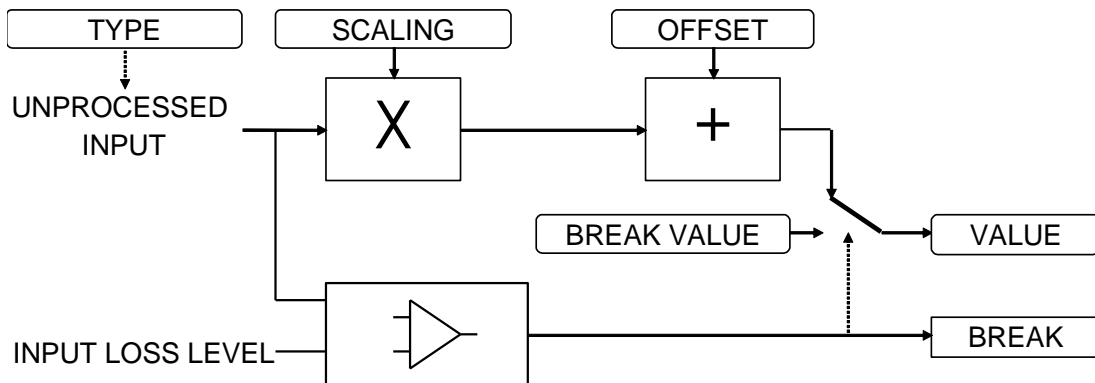 TYPE
SCALING
OFFSET
UNPROCESSED
INPUT
X
+
BREAK VALUE
VALUE
INPUT LOSS LEVEL
BREAK